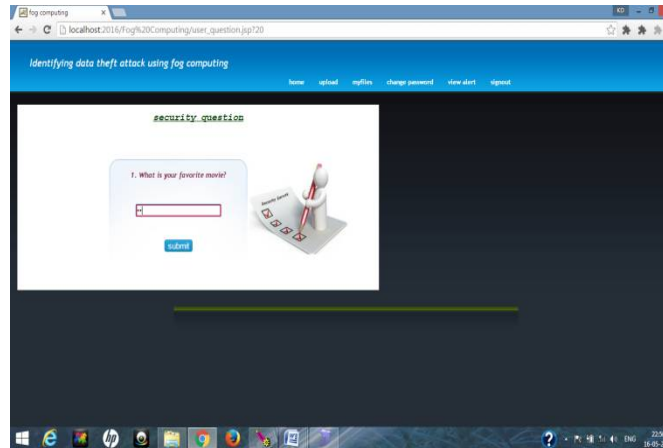 fog computing
KD
localhost:2016/Fog%20Computing/user_question.jsp?20
Identifying data theft attack using fog computing
home upload myfiles change password view alert signout
security question
1. What is your favorite movie?
submit
ENG